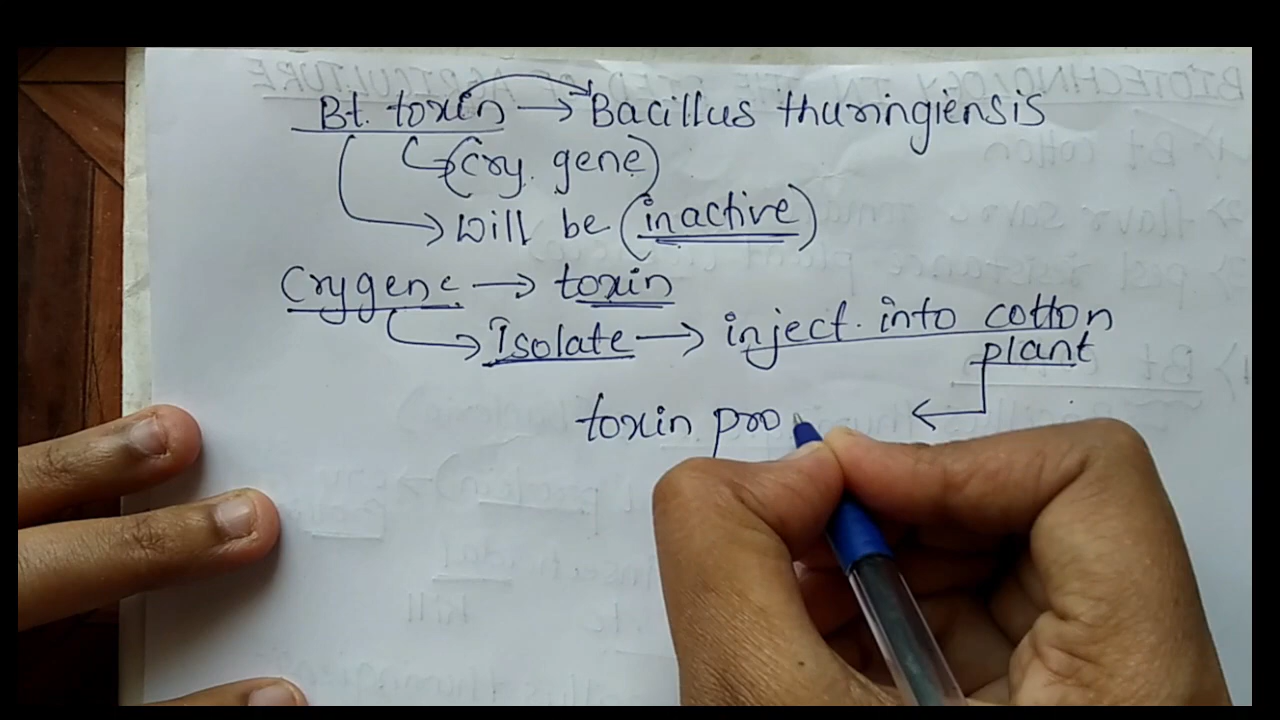 Bt. toxin → Bacillus thuringiensis
(Cry. gene)
→ Will be (inactive)
Crygene → toxin
→ Isolate → inject. into cotton
plant
toxin pro